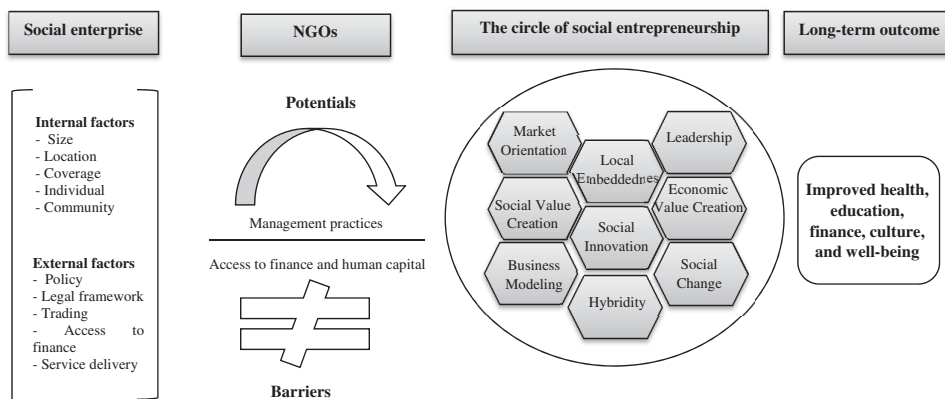 Social enterprise
NGOs
The circle of social entrepreneurship
Long-term outcome
Internal factors
- Size
- Location
- Coverage
- Individual
- Community
External factors
- Policy
- Legal framework
- Trading
- Access to
finance
- Service delivery
Potentials
Management practices
Access to finance and human capital
Barriers
Market
Orientation
Local
Embeddednes
Leadership
Social Value
Creation
Social
Innovation
Economic
Value Creation
Business
Modeling
Hybridity
Social
Change
Improved health,
education,
finance, culture,
and well-being